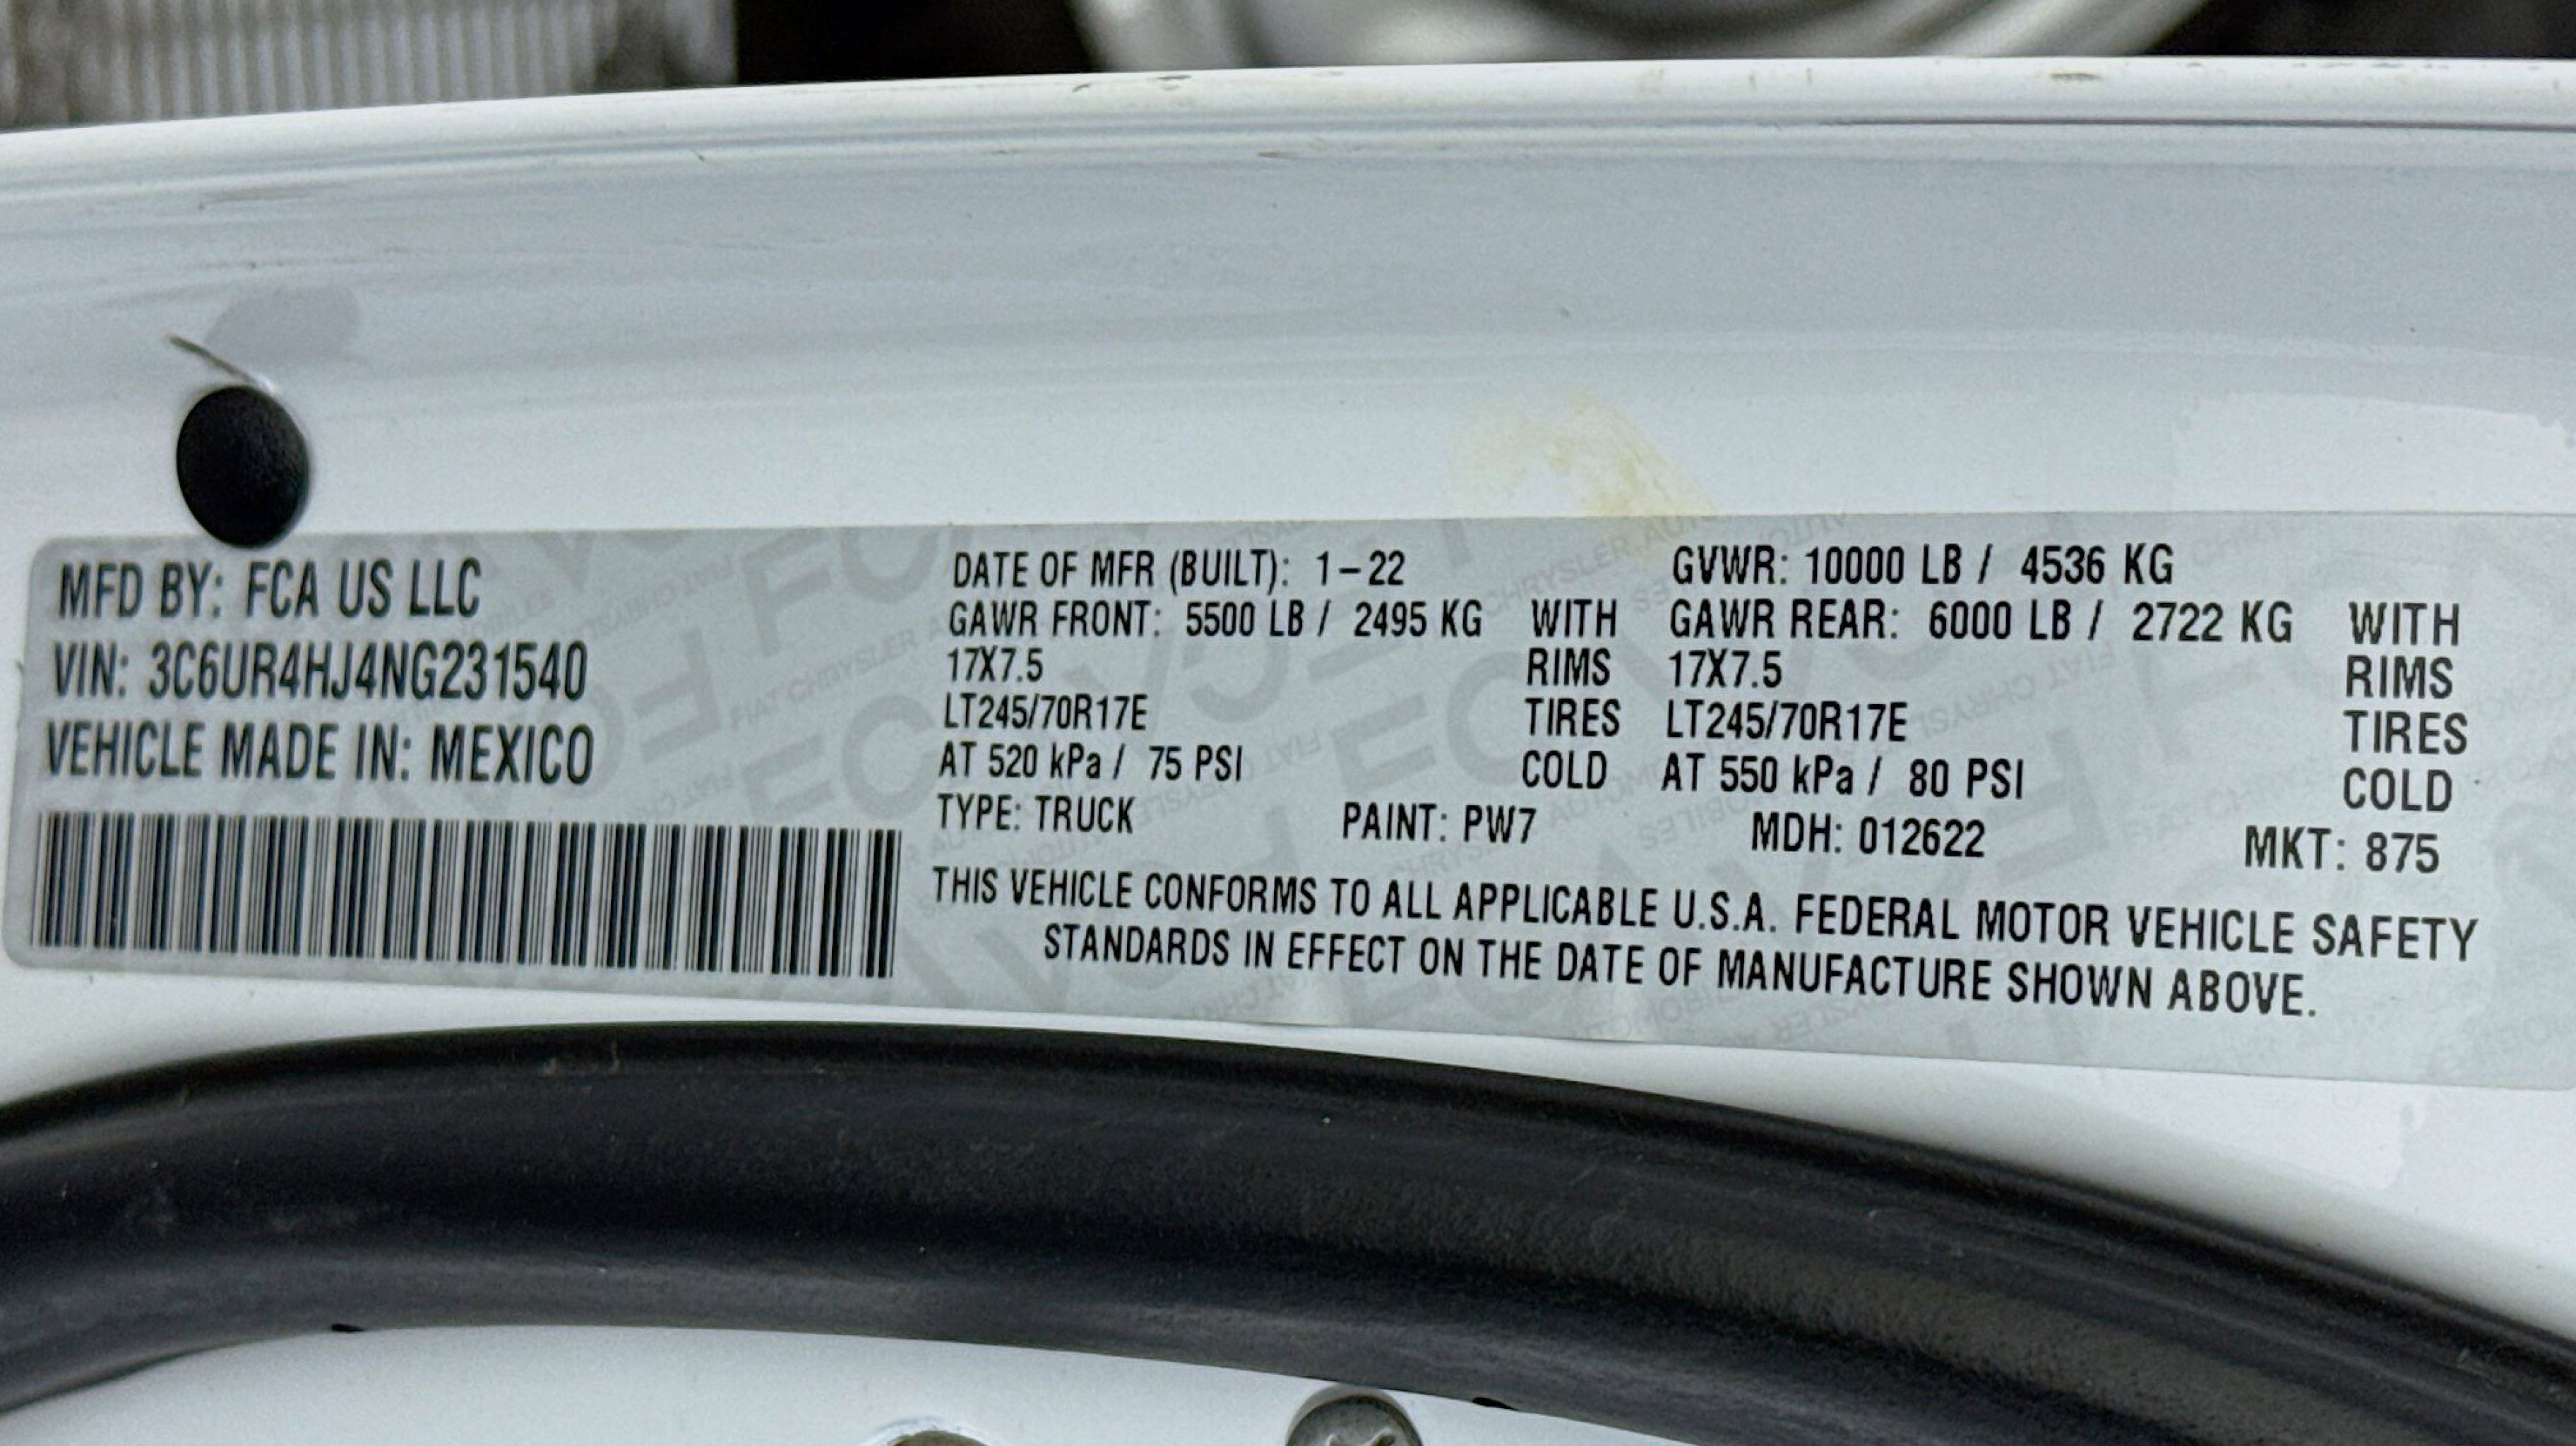 MFD BY: FCA US LLC
VIN: 3C6UR4HJ4NG231540
VEHICLE MADE IN: MEXICO
DATE OF MFR (BUILT): 1-22 GVWR: 10000 LB / 4536 KG
GAWR FRONT: 5500 LB / 2495 KG WITH GAWR REAR: 6000 LB / 2722 KG WITH
17X7.5 RIMS 17X7.5 RIMS
LT245/70R17E TIRES LT245/70R17E TIRES
AT 520 kPa / 75 PSI COLD AT 550 kPa / 80 PSI COLD
TYPE: TRUCK PAINT: PW7 MDH: 012622 MKT: 875
THIS VEHICLE CONFORMS TO ALL APPLICABLE U.S.A. FEDERAL MOTOR VEHICLE SAFETY
STANDARDS IN EFFECT ON THE DATE OF MANUFACTURE SHOWN ABOVE.